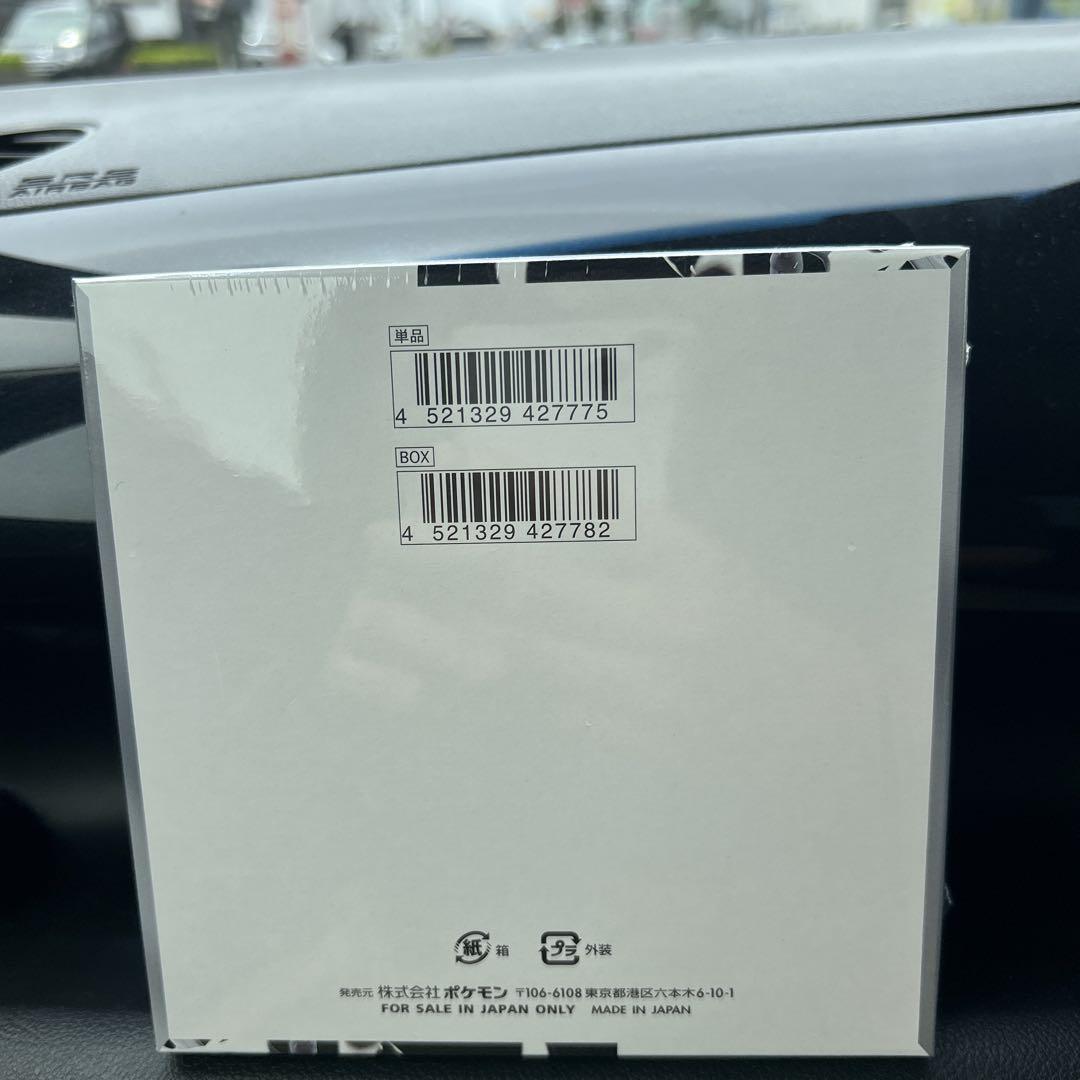 SRS
AIRBAG
単品
4 521329 427775
BOX
4 521329 427782
紙 箱 プラ 外装
発売元 株式会社ポケモン 〒106-6108 東京都港区六本木6-10-1
FOR SALE IN JAPAN ONLY MADE IN JAPAN